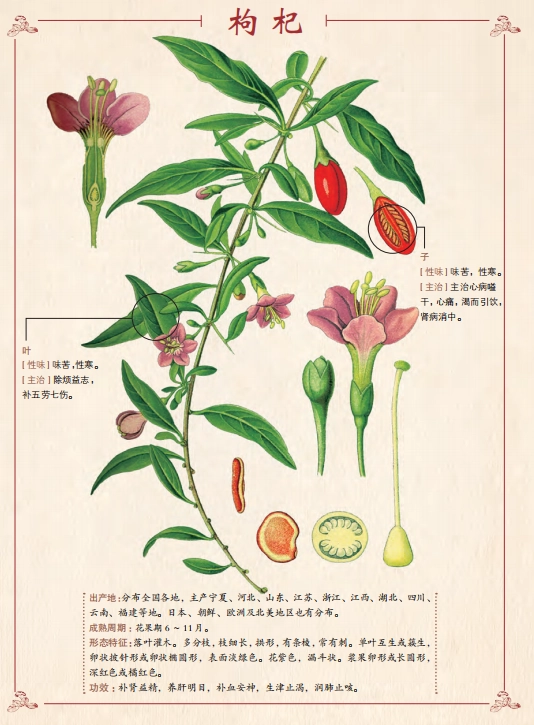 枸杞
子
[性味]味苦，性寒。
[主治]主治心病嗌
干，心痛，渴而引饮，
肾病消中。
叶
[性味]味苦，性寒。
[主治]除烦益志，
补五劳七伤。
出产地：分布全国各地，主产宁夏、河北、山东、江苏、浙江、江西、湖北、四川、
云南、福建等地。日本、朝鲜、欧洲及北美地区也有分布。
成熟周期：花果期6～11月。
形态特征：落叶灌木。多分枝，枝细长，拱形，有条棱，常有刺。单叶互生或簇生，
卵状披针形或卵状椭圆形，表面淡绿色。花紫色，漏斗状。浆果卵形或长圆形，
深红色或橘红色。
功效：补肾益精，养肝明目，补血安神，生津止渴，润肺止咳。